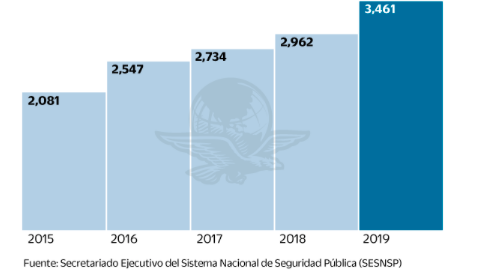 3,461
2,962
2,734
2,547
2,081
2015 2016 2017 2018 2019
Fuente: Secretariado Ejecutivo del Sistema Nacional de Seguridad Pública (SESNSP)